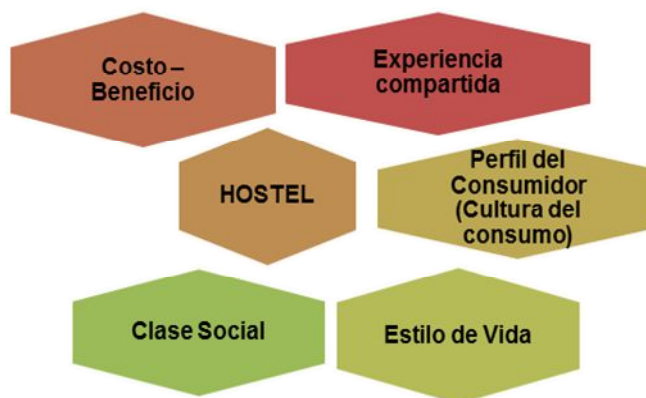 Costo –
Beneficio
Experiencia
compartida
HOSTEL
Perfil del
Consumidor
(Cultura del
consumo)
Clase Social
Estilo de Vida